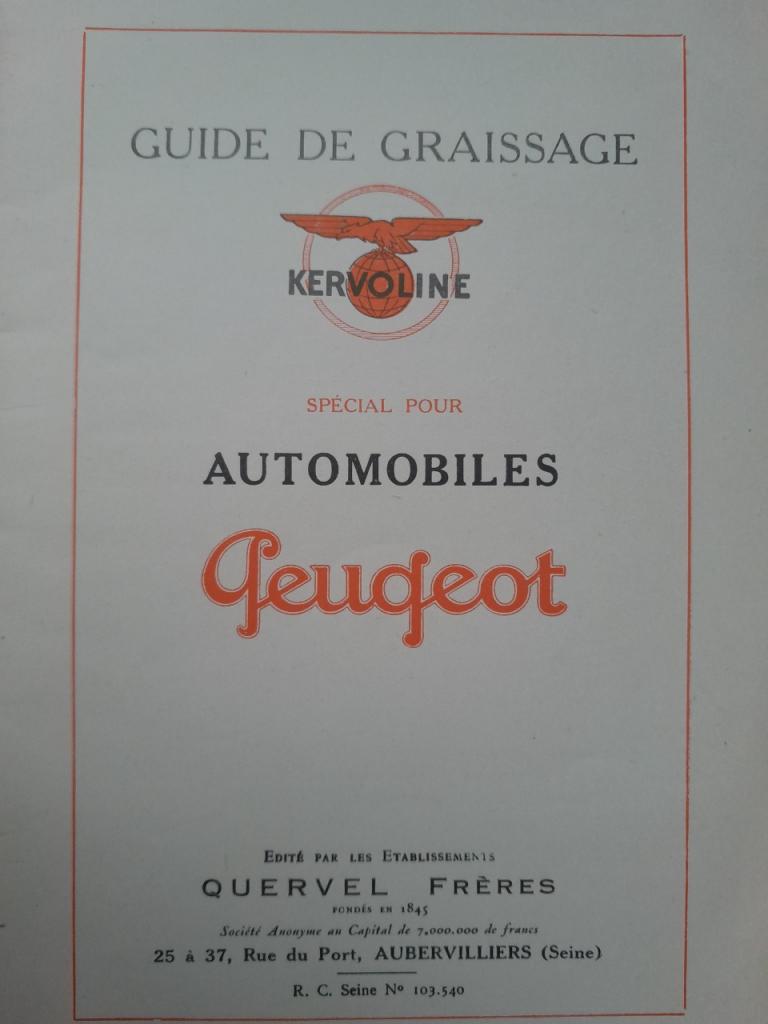 GUIDE DE GRAISSAGE
KERVOLINE
SPÉCIAL POUR
AUTOMOBILES
Peugeot
EDITÉ PAR LES ETABLISSEMENTS
QUERVEL FRÈRES
FONDÉS EN 1845
Société Anonyme au Capital de 7.000.000 de francs
25 à 37, Rue du Port, AUBERVILLIERS (Seine)
R. C. Seine Nº 103.540